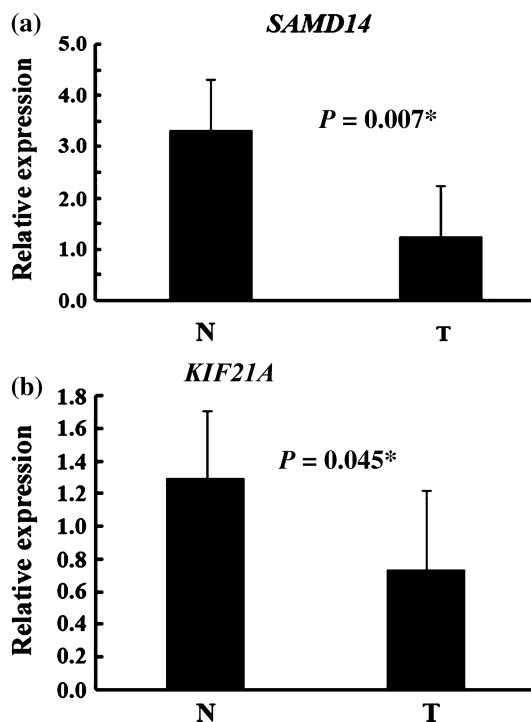 (a)
SAMD14
Relative expression
5.0
4.0
3.0
2.0
1.0
0.0
P = 0.007*
N T
(b)
KIF21A
Relative expression
1.8
1.6
1.4
1.2
1.0
0.8
0.6
0.4
0.2
0.0
P = 0.045*
N T